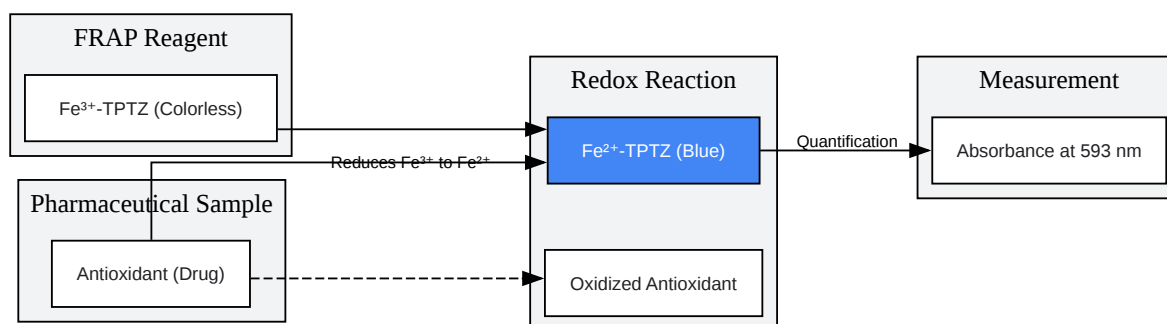 FRAP Reagent
Fe³⁺-TPTZ (Colorless)
Reduces Fe³⁺ to Fe²⁺
Pharmaceutical Sample
Antioxidant (Drug)
Redox Reaction
Fe²⁺-TPTZ (Blue)
Oxidized Antioxidant
Quantification
Measurement
Absorbance at 593 nm